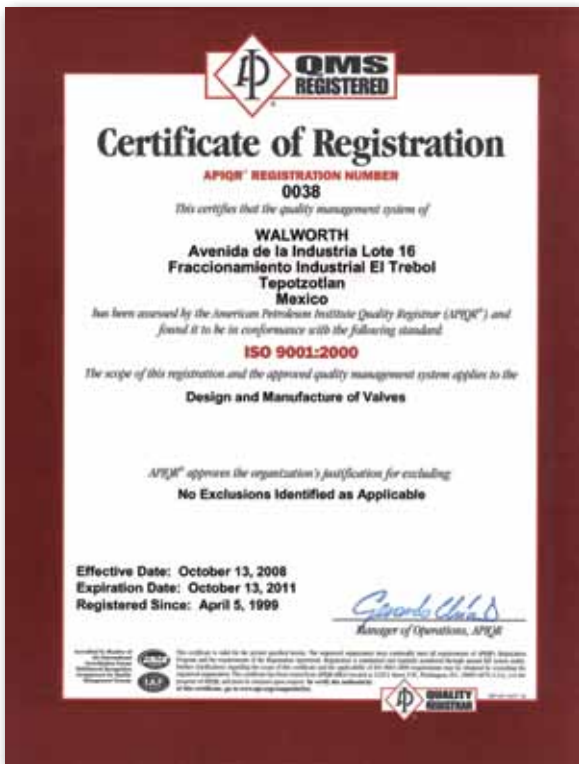 QMS
REGISTERED
Certificate of Registration
APIQR® REGISTRATION NUMBER
0038
This certifies that the quality management system of
WALWORTH
Avenida de la Industria Lote 16
Fraccionamiento Industrial El Trebol
Tepotzotlan
Mexico
has been assessed by the American Petroleum Institute Quality Registrar (APIQR®) and
found it to be in conformance with the following standard:
ISO 9001:2000
The scope of this registration and the approved quality management system applies to the
Design and Manufacture of Valves
APIQR® approves the organization's justification for excluding:
No Exclusions Identified as Applicable
Effective Date: October 13, 2008
Expiration Date: October 13, 2011
Registered Since: April 5, 1999
Manager of Operations, APIQR
QUALITY
REGISTRAR